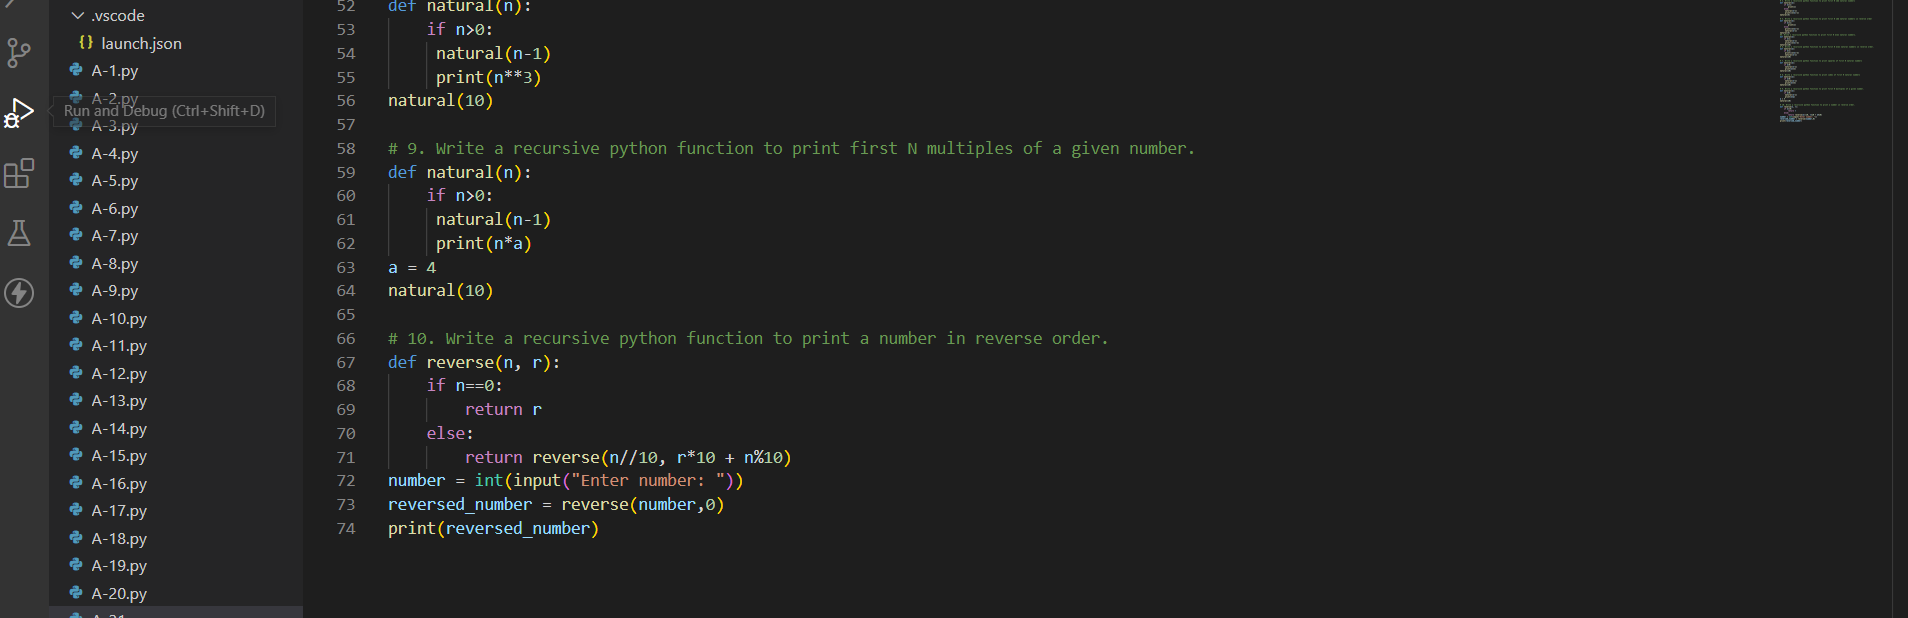 .vscode
{} launch.json
A-1.py
A-2.py
Run and Debug (Ctrl+Shift+D)
A-3.py
A-4.py
A-5.py
A-6.py
A-7.py
A-8.py
A-9.py
A-10.py
A-11.py
A-12.py
A-13.py
A-14.py
A-15.py
A-16.py
A-17.py
A-18.py
A-19.py
A-20.py
52 def natural(n):
53 if n>0:
54 natural(n-1)
55 print(n**3)
56 natural(10)
57
58 # 9. Write a recursive python function to print first N multiples of a given number.
59 def natural(n):
60 if n>0:
61 natural(n-1)
62 print(n*a)
63 a = 4
64 natural(10)
65
66 # 10. Write a recursive python function to print a number in reverse order.
67 def reverse(n, r):
68 if n==0:
69 return r
70 else:
71 return reverse(n//10, r*10 + n%10)
72 number = int(input("Enter number: "))
73 reversed_number = reverse(number,0)
74 print(reversed_number)